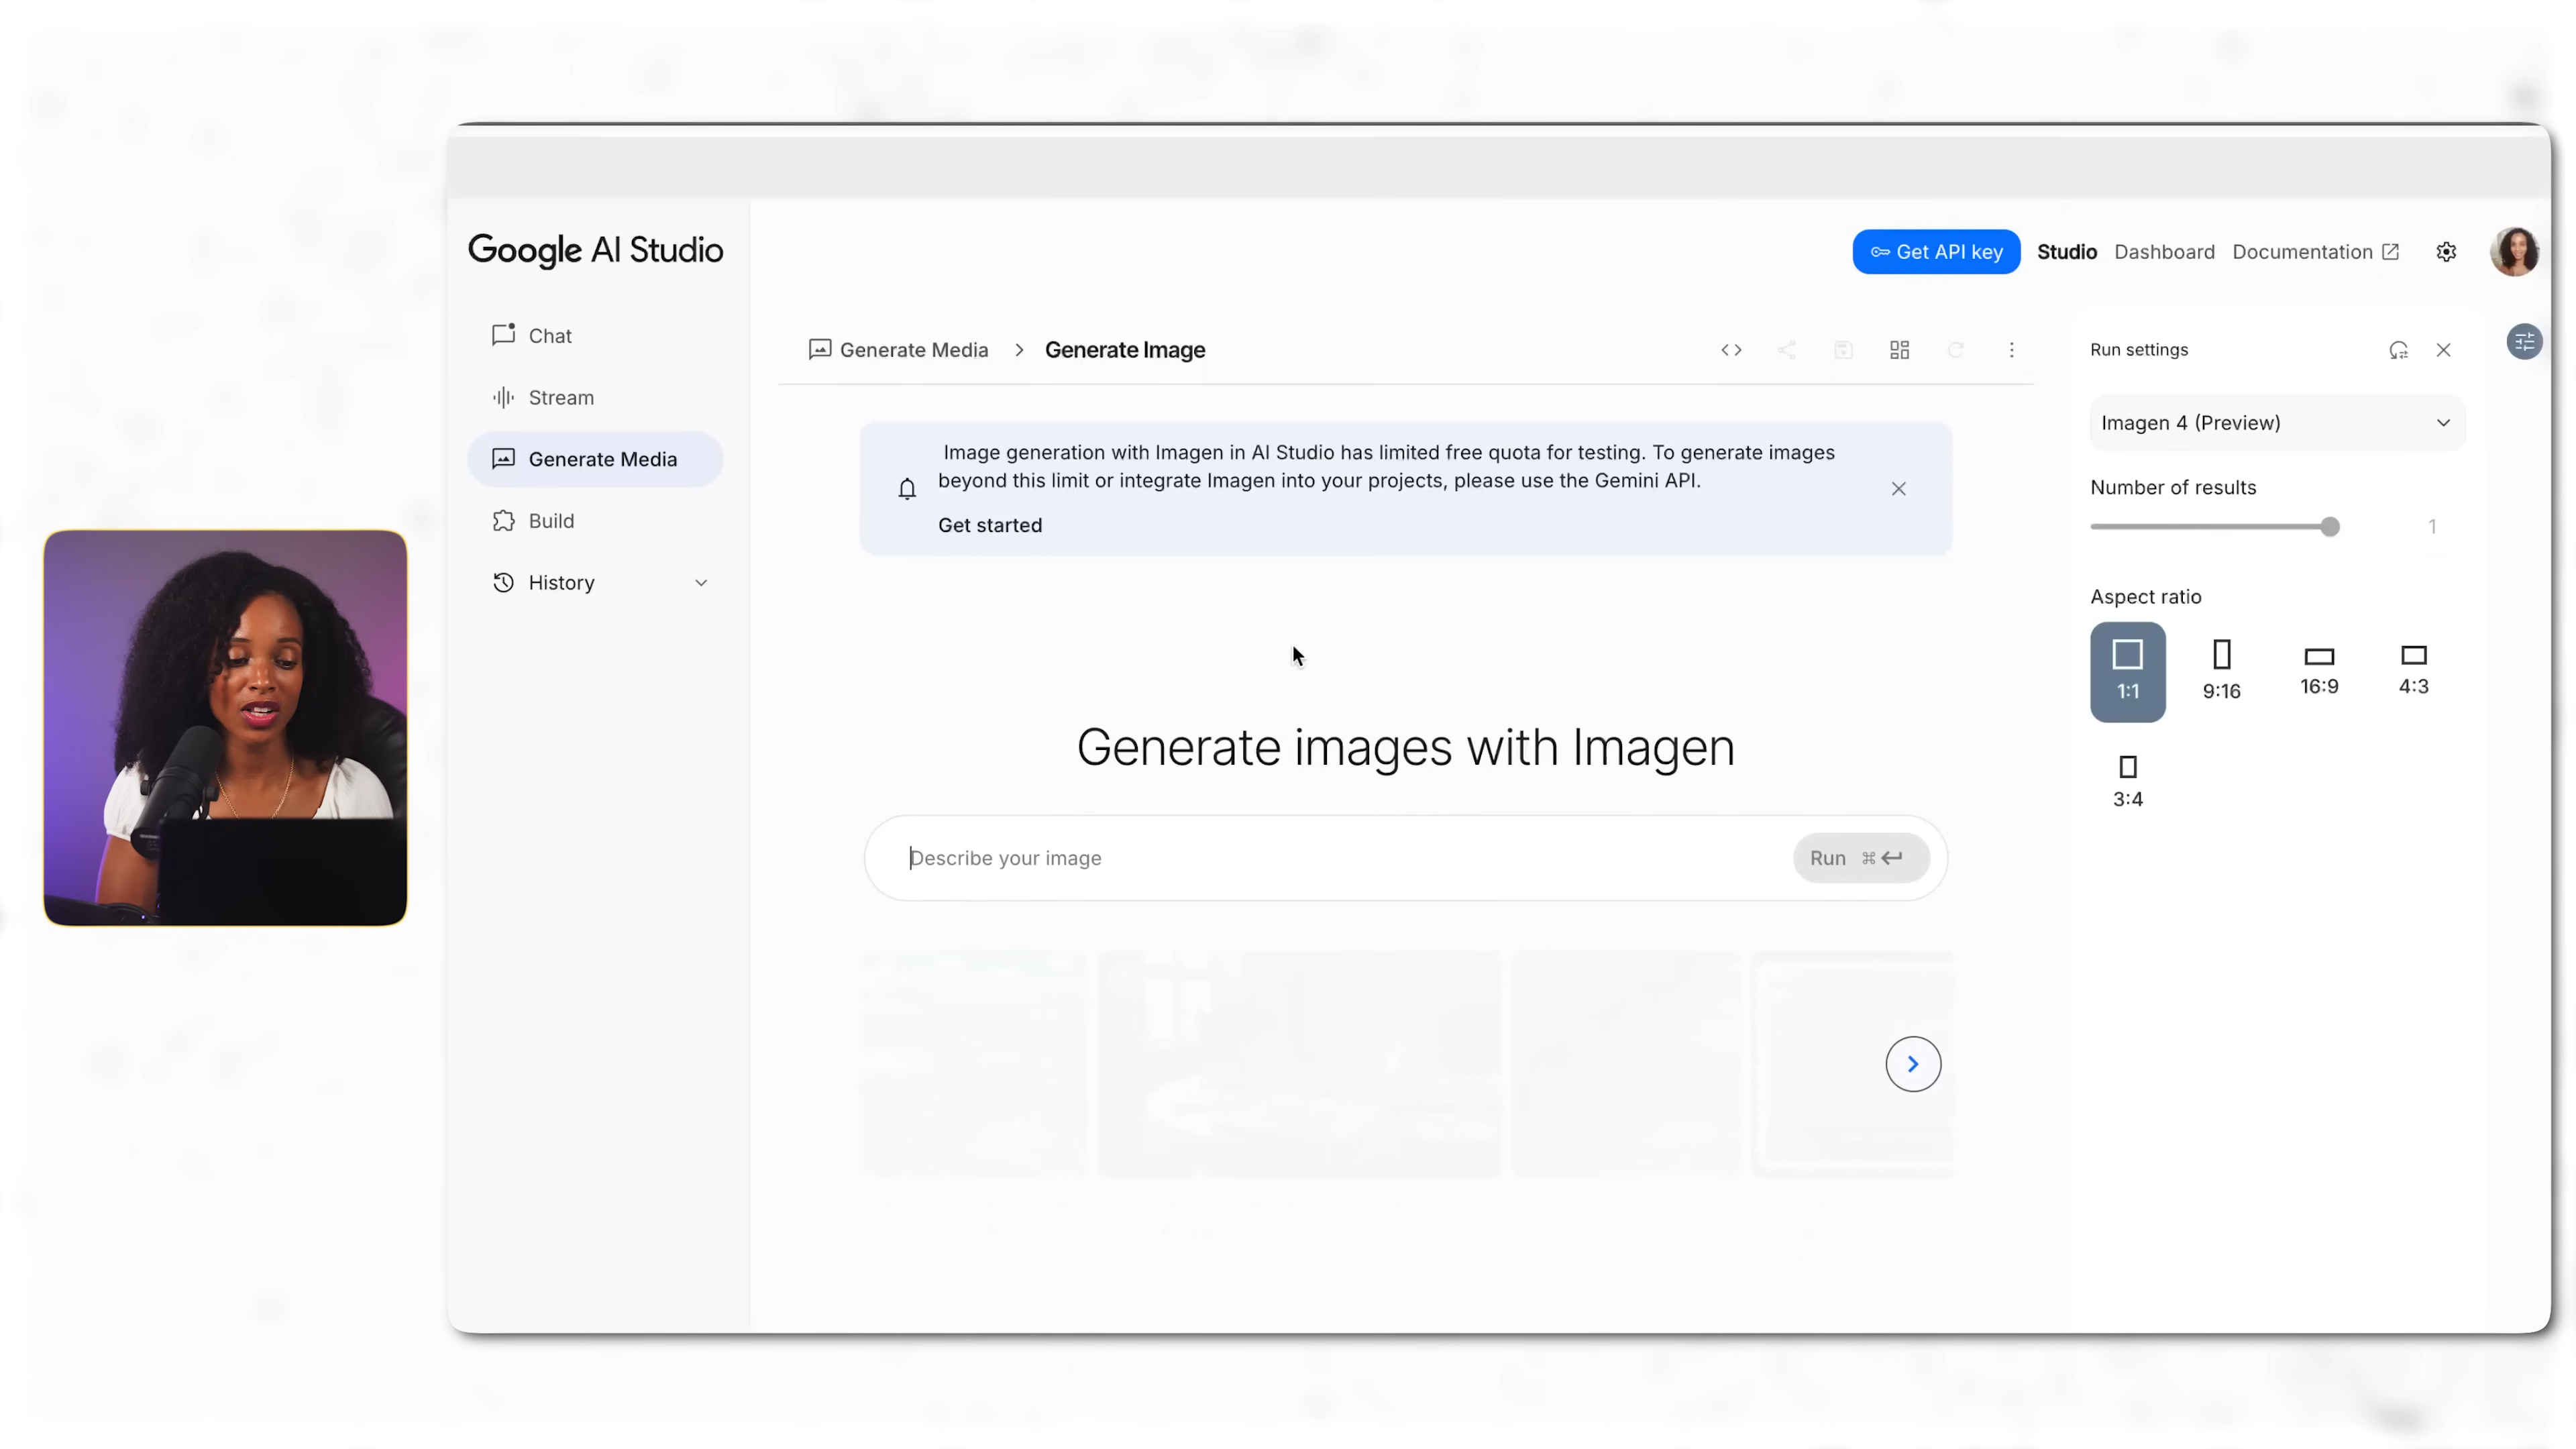 Google AI Studio
Get API key
Studio
Dashboard
Documentation
Chat
Stream
Generate Media
Build
History
Generate Media
Generate Image
Image generation with Imagen in AI Studio has limited free quota for testing. To generate images
beyond this limit or integrate Imagen into your projects, please use the Gemini API.
Get started
Generate images with Imagen
Describe your image
Run ⌘
Run settings
Imagen 4 (Preview)
Number of results
1
Aspect ratio
1:1
9:16
16:9
4:3
3:4